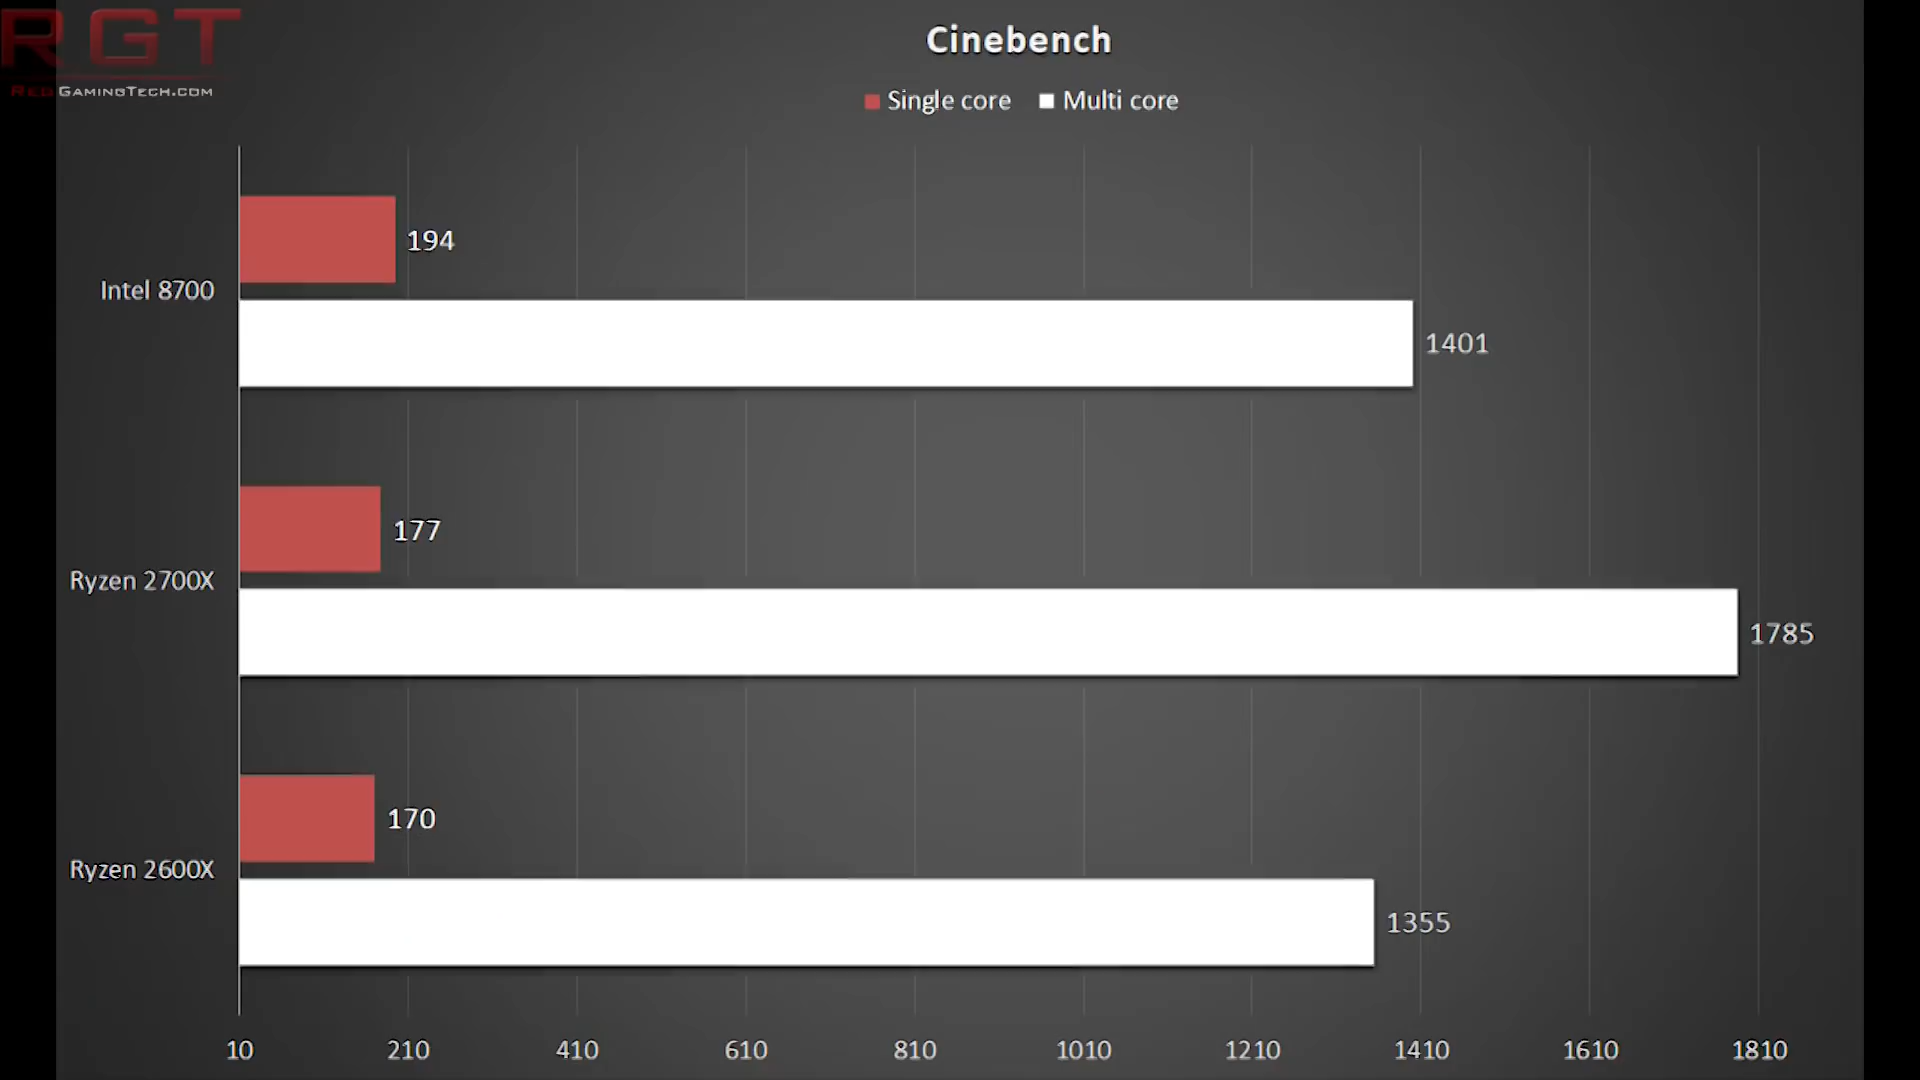 RGT
RedGamingTech.com
Cinebench
Single core Multi core
194
Intel 8700
1401
177
Ryzen 2700X
1785
170
Ryzen 2600X
1355
10 210 410 610 810 1010 1210 1410 1610 1810